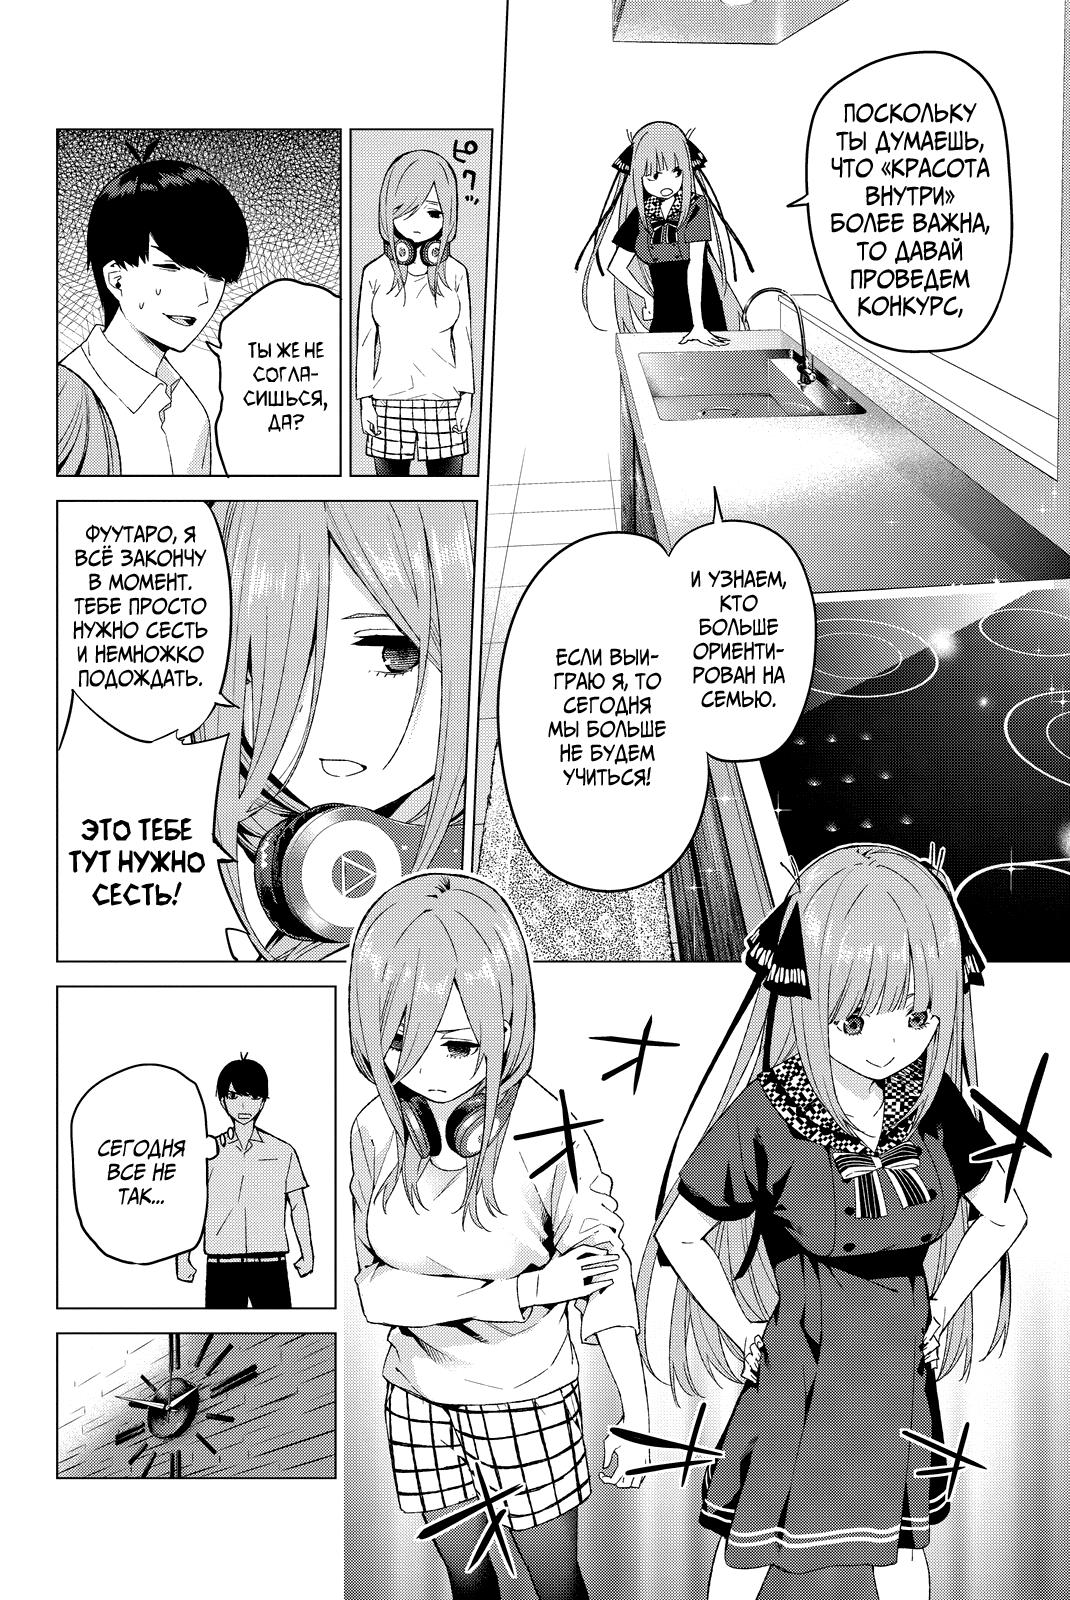 ПОСКОЛЬКУ
ТЫ ДУМАЕШЬ,
ЧТО «КРАСОТА
ВНУТРИ»
БОЛЕЕ ВАЖНА,
ТО ДАВАЙ
ПРОВЕДЕМ
КОНКУРС,
И УЗНАЕМ,
КТО
БОЛЬШЕ
ОРИЕНТИ-
РОВАН НА
СЕМЬЮ.
ЕСЛИ ВЫИ-
ГРАЮ Я, ТО
СЕГОДНЯ
МЫ БОЛЬШЕ
НЕ БУДЕМ
УЧИТЬСЯ!
ピク…
ТЫ ЖЕ НЕ
СОГЛА-
СИШЬСЯ,
ДА?
ФУУТАРО, Я
ВСЁ ЗАКОНЧУ
В МОМЕНТ.
ТЕБЕ ПРОСТО
НУЖНО СЕСТЬ
И НЕМНОЖКО
ПОДОЖДАТЬ.
ЭТО ТЕБЕ
ТУТ НУЖНО
СЕСТЬ!
СЕГОДНЯ
ВСЕ НЕ
ТАК...